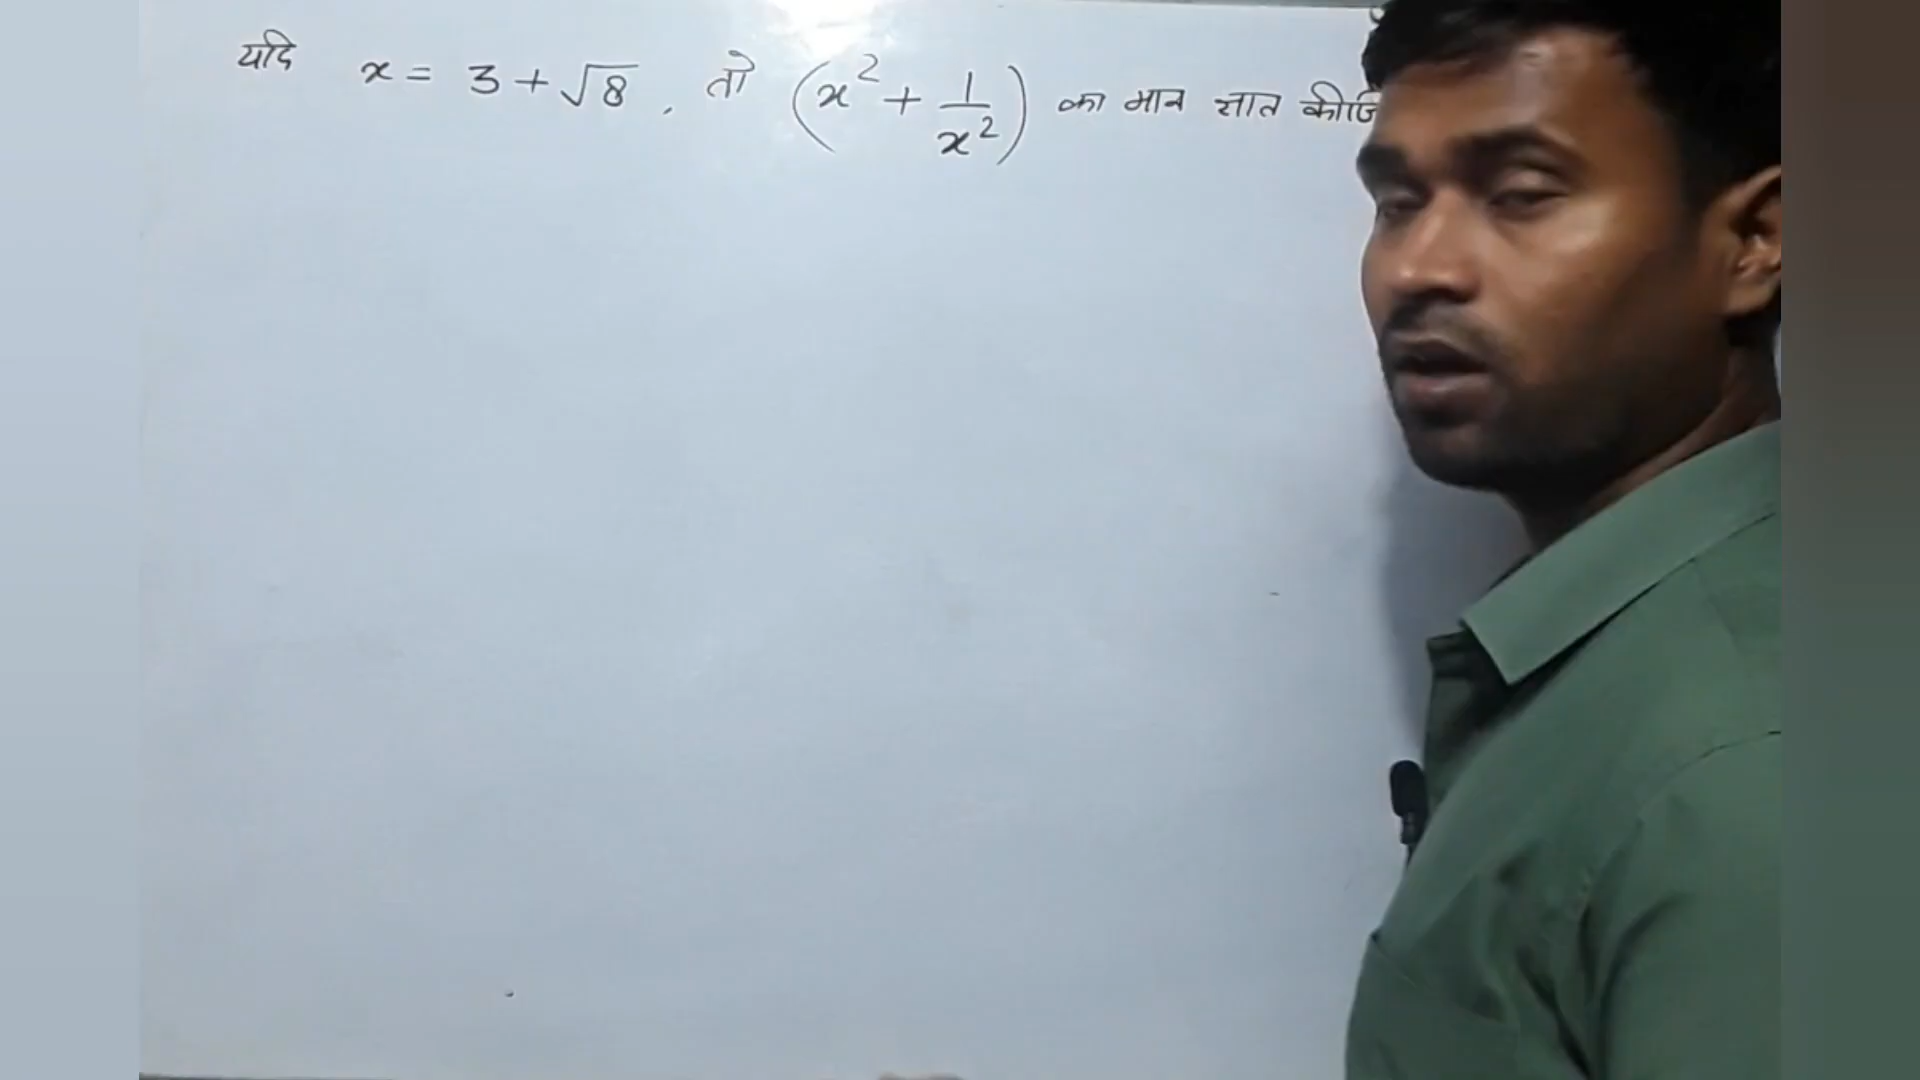 यदि x = 3 + √8 , तो (x² + 1/x²) का मान ज्ञात